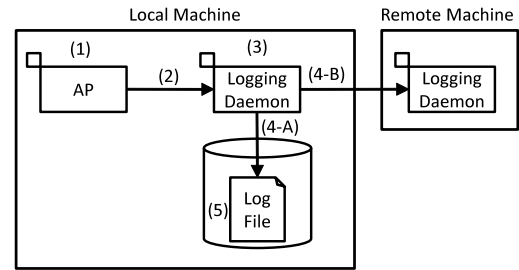 Local Machine
Remote Machine
(1)
(3)
AP
(2)
Logging
Daemon
(4-B)
Logging
Daemon
(4-A)
(5)
Log
File